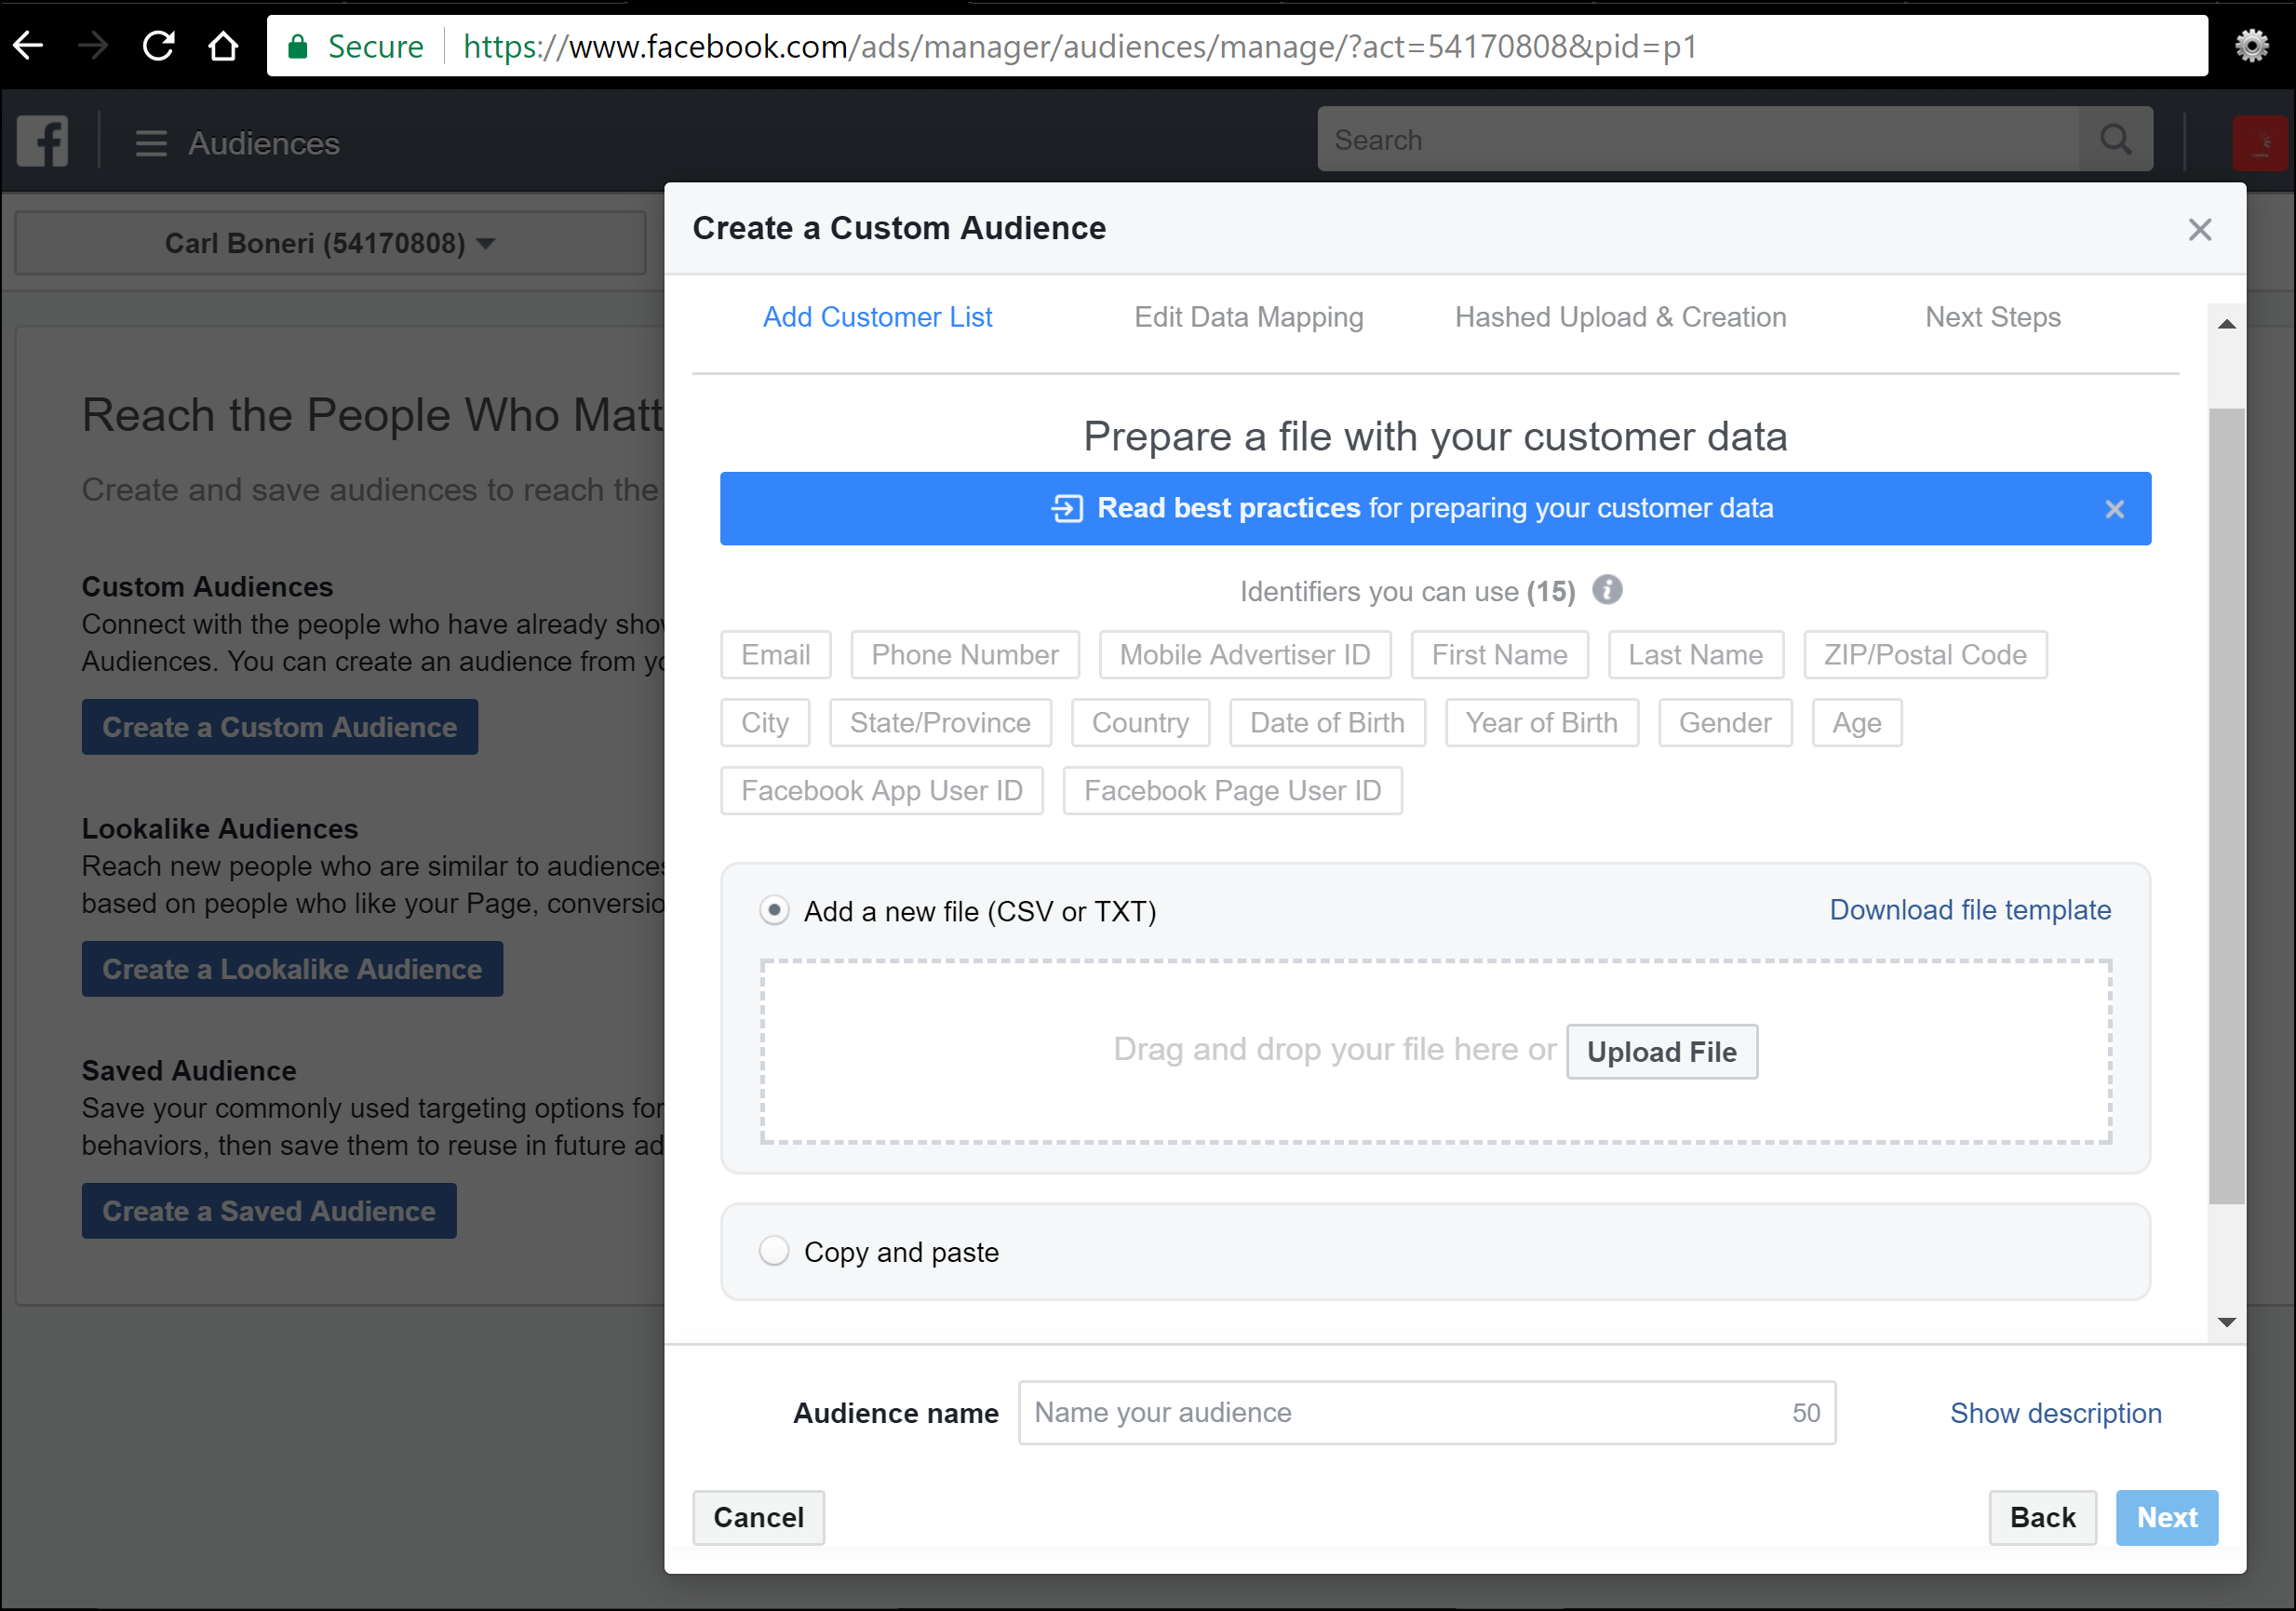 Secure https://www.facebook.com/ads/manager/audiences/manage/?act=54170808&pid=p1
Audiences
Search
Carl Boneri (54170808)
Reach the People Who Matt
Create and save audiences to reach the
Custom Audiences
Connect with the people who have already sho
Audiences. You can create an audience from yo
Create a Custom Audience
Lookalike Audiences
Reach new people who are similar to audiences
based on people who like your Page, conversio
Create a Lookalike Audience
Saved Audience
Save your commonly used targeting options for
behaviors, then save them to reuse in future ad
Create a Saved Audience
Create a Custom Audience
Add Customer List Edit Data Mapping Hashed Upload & Creation Next Steps
Prepare a file with your customer data
Read best practices for preparing your customer data
Identifiers you can use (15)
Email Phone Number Mobile Advertiser ID First Name Last Name ZIP/Postal Code
City State/Province Country Date of Birth Year of Birth Gender Age
Facebook App User ID Facebook Page User ID
Add a new file (CSV or TXT) Download file template
Drag and drop your file here or Upload File
Copy and paste
Audience name Name your audience 50 Show description
Cancel Back Next